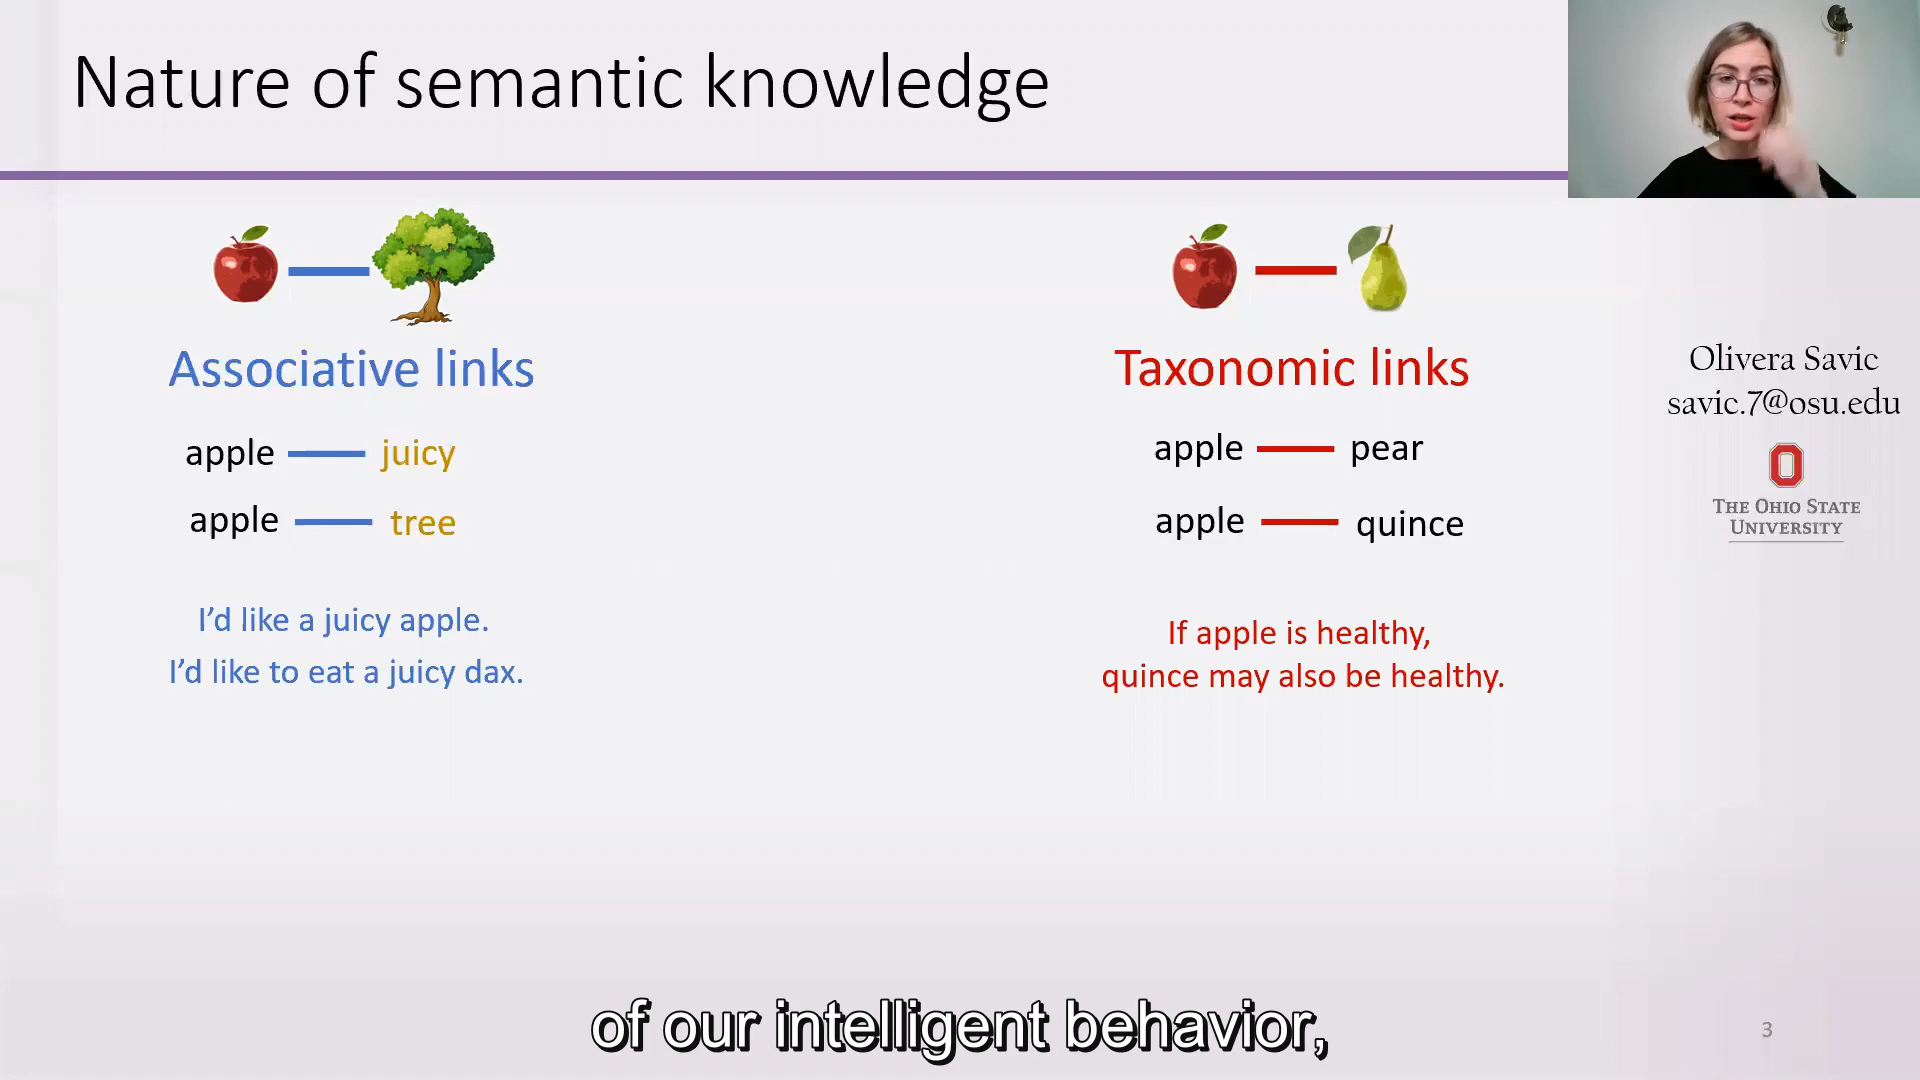 Nature of semantic knowledge
Associative links
apple juicy
apple tree
I'd like a juicy apple.
I'd like to eat a juicy dax.
Taxonomic links
apple pear
apple quince
If apple is healthy,
quince may also be healthy.
Olivera Savic
savic.7@osu.edu
THE OHIO STATE
UNIVERSITY
of our intelligent behavior,
3